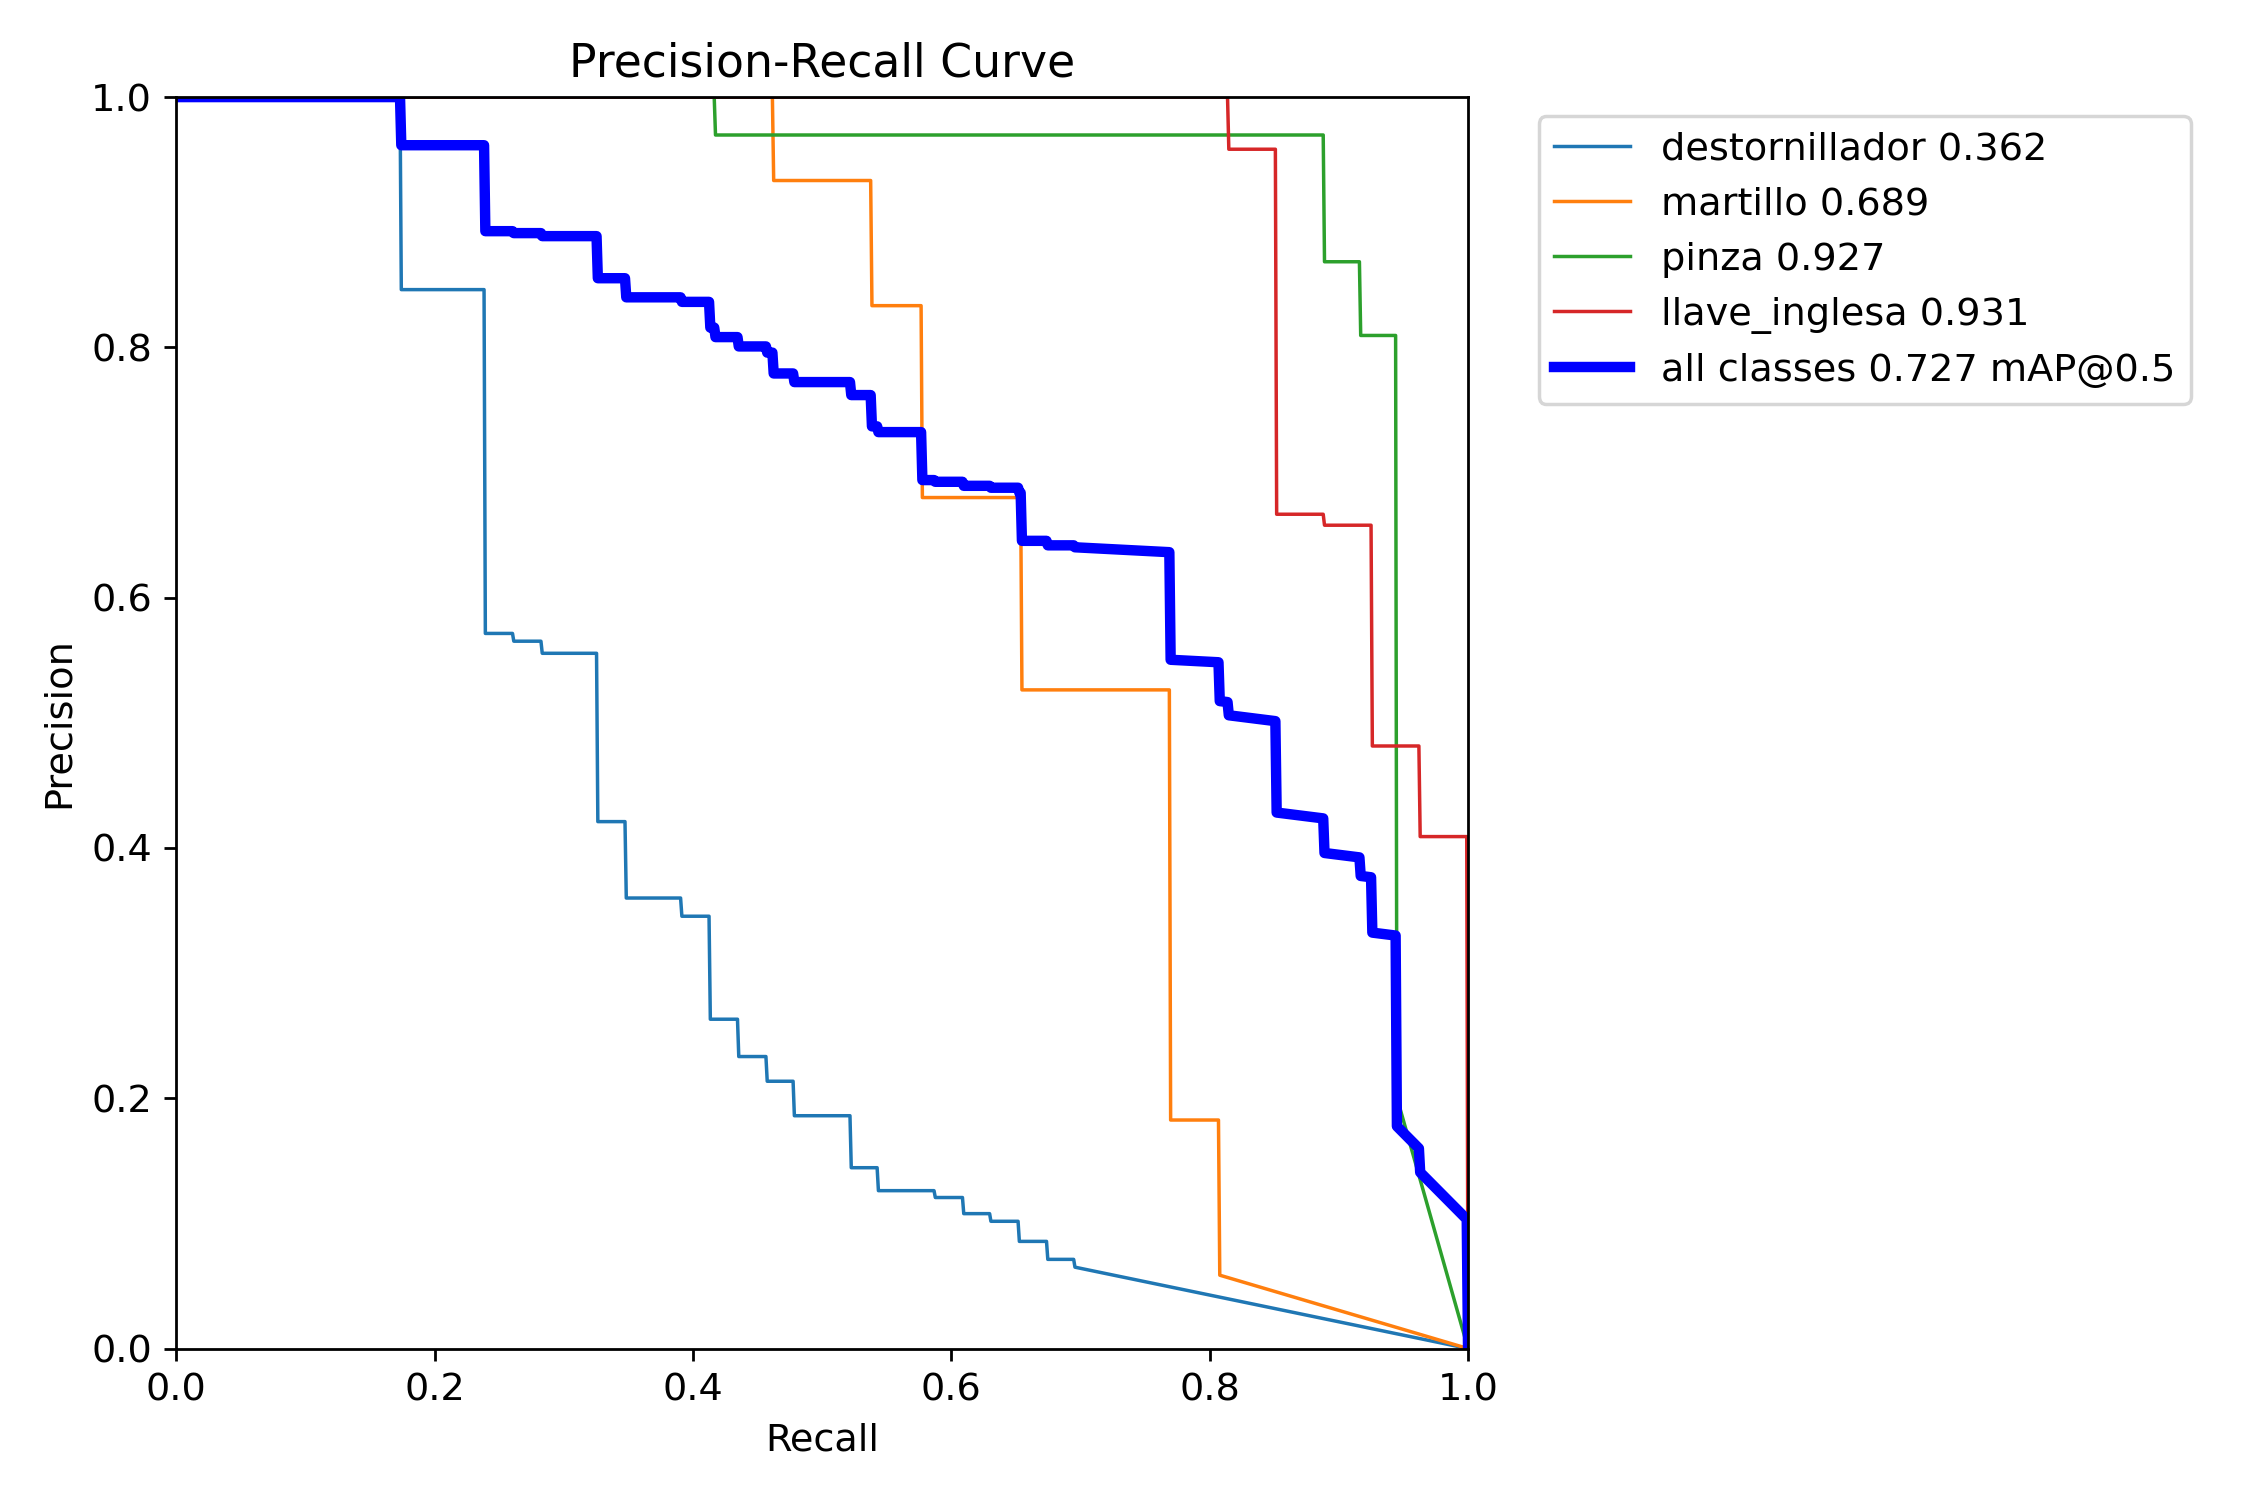 Precision-Recall Curve
1.0
0.8
0.6
0.4
0.2
0.0
Precision
0.0 0.2 0.4 0.6 0.8 1.0
Recall
destornillador 0.362
martillo 0.689
pinza 0.927
llave_inglesa 0.931
all classes 0.727 mAP@0.5